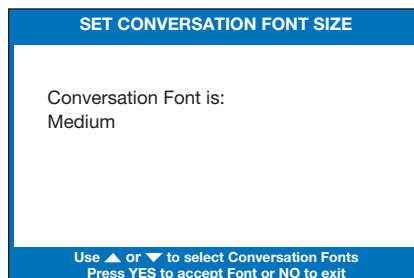 SET CONVERSATION FONT SIZE
Conversation Font is:
Medium
Use ▲ or ▼ to select Conversation Fonts
Press YES to accept Font or NO to exit